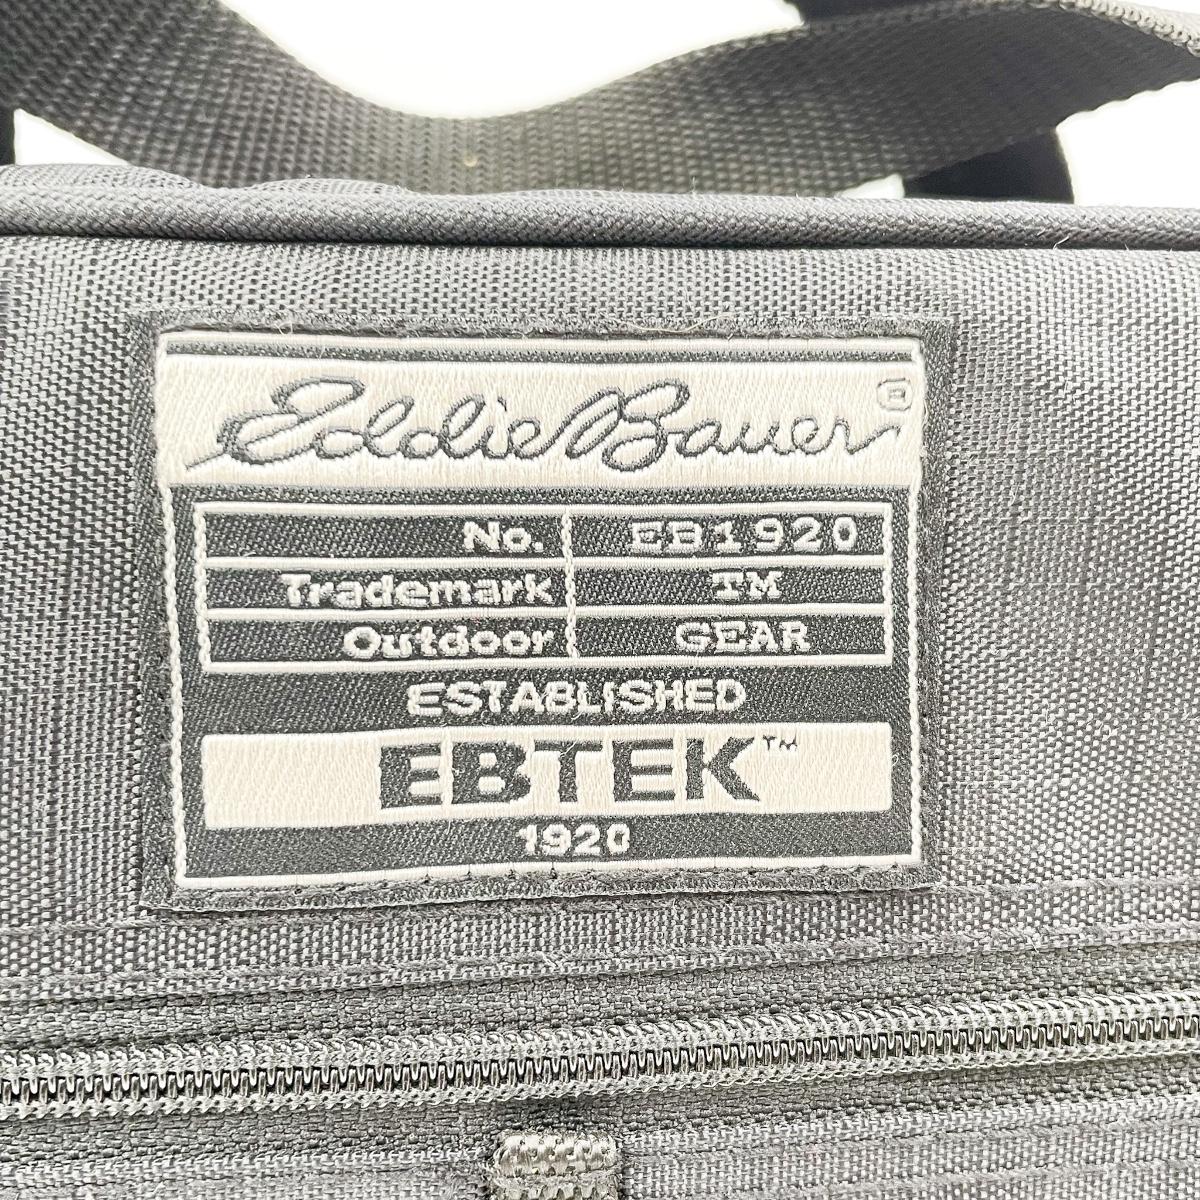 Eddie Bauer ®
No. EB1920
Trademark TM
Outdoor GEAR
ESTABLISHED
EBTEK™
1920